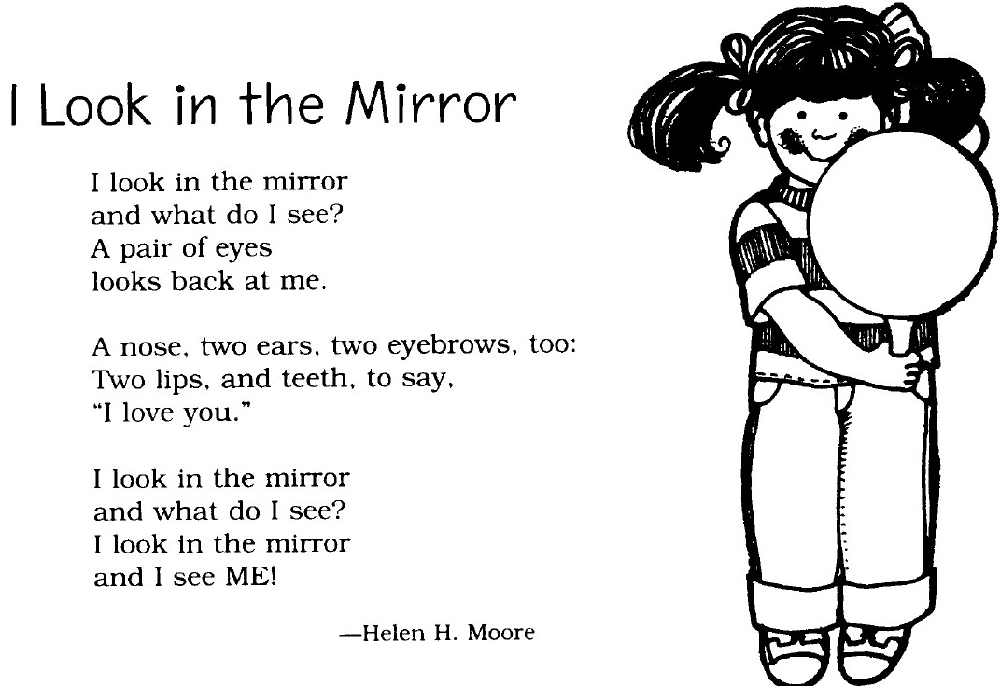 I Look in the Mirror
I look in the mirror
and what do I see?
A pair of eyes
looks back at me.
A nose, two ears, two eyebrows, too:
Two lips, and teeth, to say,
“I love you.”
I look in the mirror
and what do I see?
I look in the mirror
and I see ME!
—Helen H. Moore